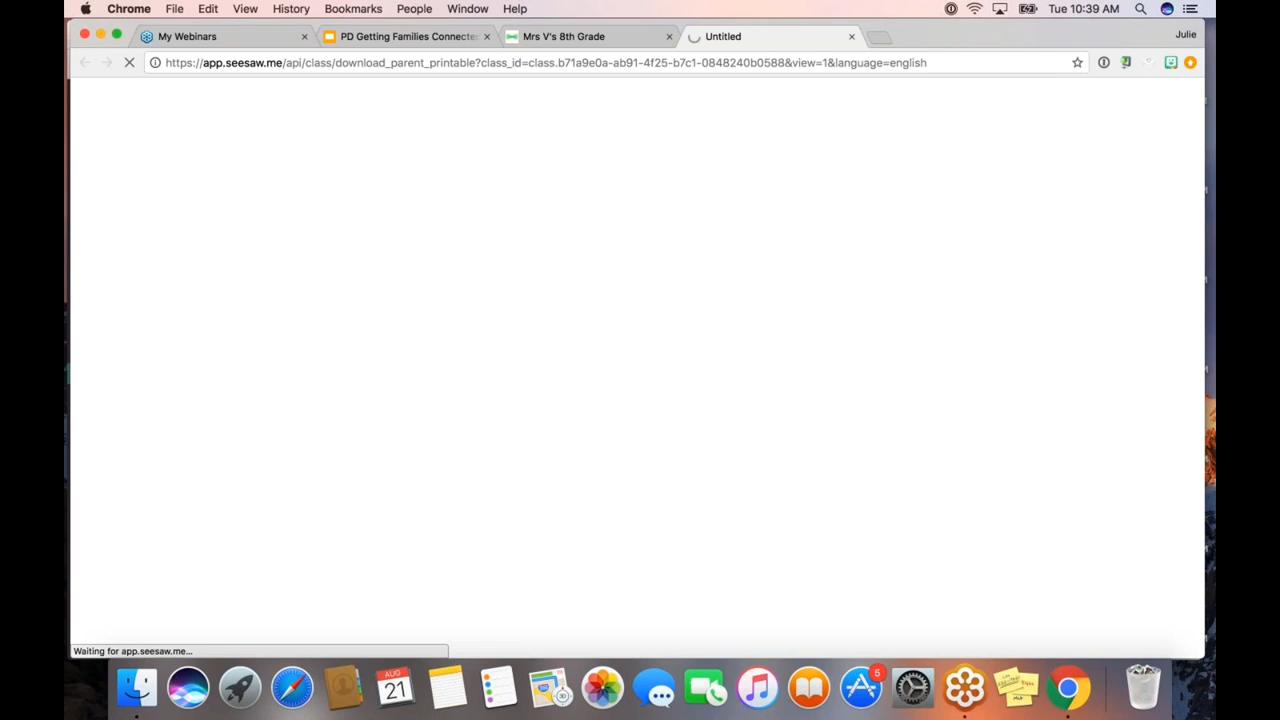 Chrome File Edit View History Bookmarks People Window Help Tue 10:39 AM
My Webinars PD Getting Families Connecte Mrs V's 8th Grade Untitled Julie
https://app.seesaw.me/api/class/download_parent_printable?class_id=class.b71a9e0a-ab91-4f25-b7c1-0848240b0588&view=1&language=english
Waiting for app.seesaw.me...
5
AUG
21